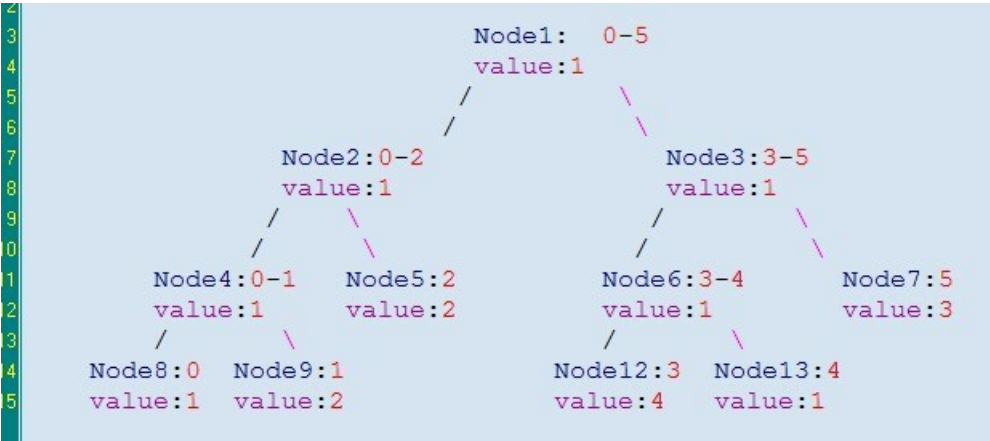 2
3 Node1: 0-5
4 value:1
5 / \
6 / \
7 Node2:0-2 Node3:3-5
8 value:1 value:1
9 / \ / \
10 / \ / \
11 Node4:0-1 Node5:2 Node6:3-4 Node7:5
12 value:1 value:2 value:1 value:3
13 / \ / \
14 Node8:0 Node9:1 Node12:3 Node13:4
15 value:1 value:2 value:4 value:1